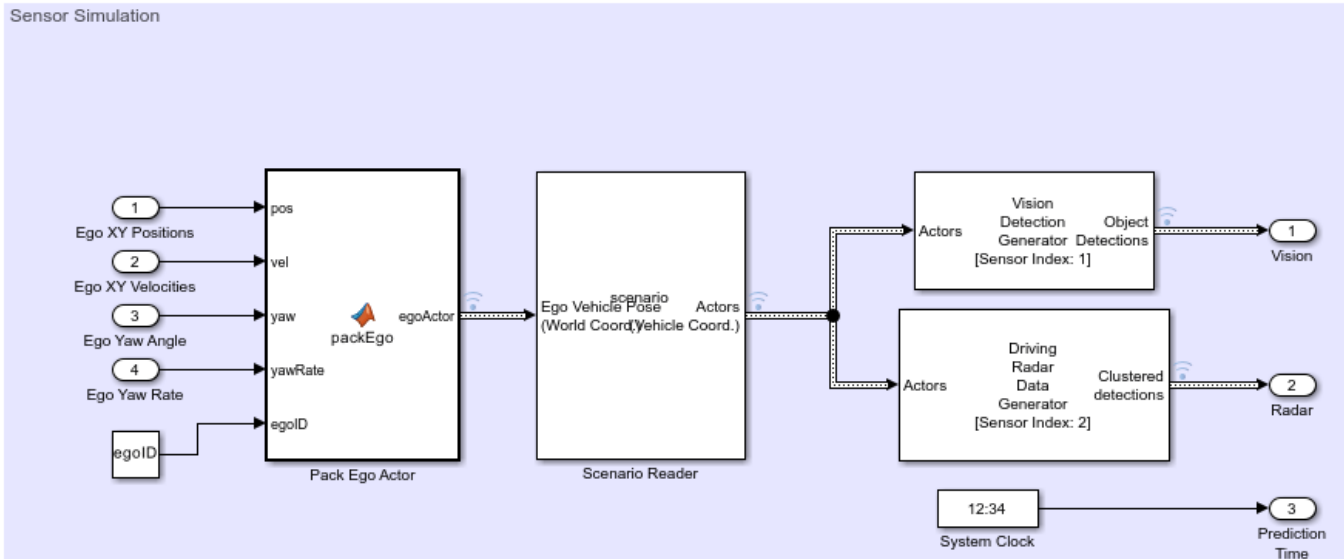 Sensor Simulation
1
Ego XY Positions
2
Ego XY Velocities
3
Ego Yaw Angle
4
Ego Yaw Rate
egoID
pos
vel
yaw
yawRate
egoID
packEgo
egoActor
Pack Ego Actor
Ego Vehicle Pose
(World Coord.)
scenario
Actors
(Vehicle Coord.)
Scenario Reader
Actors
Vision
Detection
Generator
[Sensor Index: 1]
Object
Detections
1
Vision
Actors
Driving
Radar
Data
Generator
[Sensor Index: 2]
Clustered
detections
2
Radar
12:34
System Clock
3
Prediction
Time